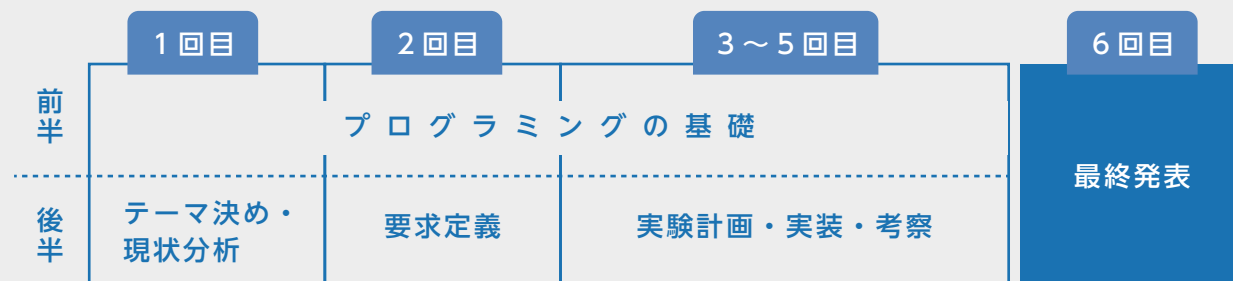 1回目
2回目
3～5回目
6回目
前半
プログラミングの基礎
最終発表
後半
テーマ決め・
現状分析
要求定義
実験計画・実装・考察